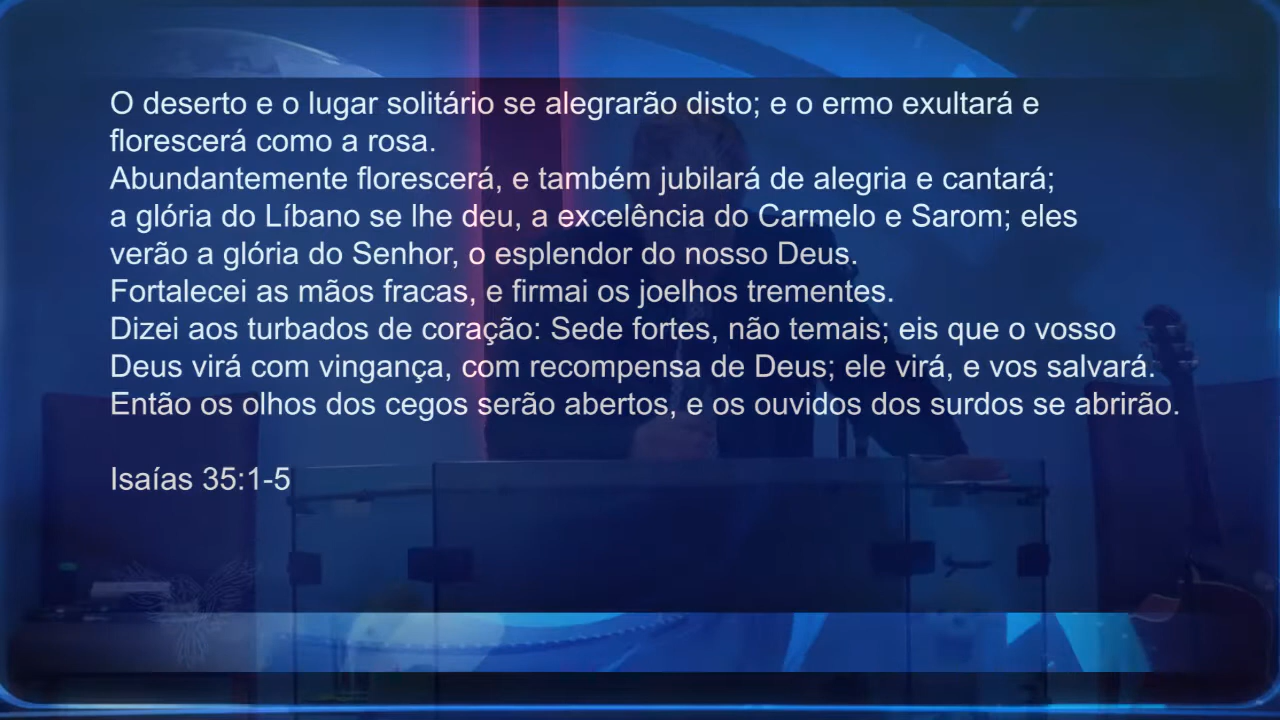 O deserto e o lugar solitário se alegrarão disto; e o ermo exultará e
florescerá como a rosa.
Abundantemente florescerá, e também jubilará de alegria e cantará;
a glória do Líbano se lhe deu, a excelência do Carmelo e Sarom; eles
verão a glória do Senhor, o esplendor do nosso Deus.
Fortalecei as mãos fracas, e firmai os joelhos trementes.
Dizei aos turbados de coração: Sede fortes, não temais; eis que o vosso
Deus virá com vingança, com recompensa de Deus; ele virá, e vos salvará.
Então os olhos dos cegos serão abertos, e os ouvidos dos surdos se abrirão.
Isaías 35:1-5